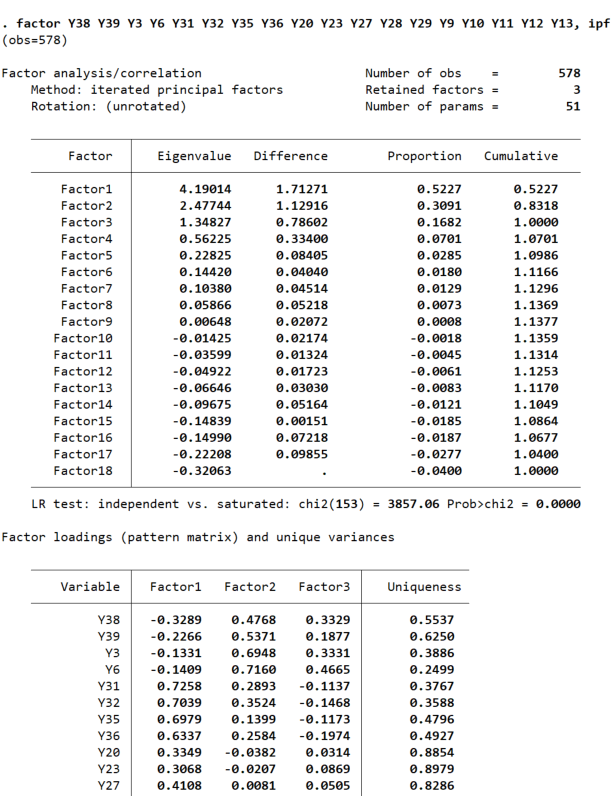 . factor Y38 Y39 Y3 Y6 Y31 Y32 Y35 Y36 Y20 Y23 Y27 Y28 Y29 Y9 Y10 Y11 Y12 Y13, ipf
(obs=578)
Factor analysis/correlation Number of obs = 578
Method: iterated principal factors Retained factors = 3
Rotation: (unrotated) Number of params = 51
Factor Eigenvalue Difference Proportion Cumulative
Factor1 4.19014 1.71271 0.5227 0.5227
Factor2 2.47744 1.12916 0.3091 0.8318
Factor3 1.34827 0.78602 0.1682 1.0000
Factor4 0.56225 0.33400 0.0701 1.0701
Factor5 0.22825 0.08405 0.0285 1.0986
Factor6 0.14420 0.04040 0.0180 1.1166
Factor7 0.10380 0.04514 0.0129 1.1296
Factor8 0.05866 0.05218 0.0073 1.1369
Factor9 0.00648 0.02072 0.0008 1.1377
Factor10 -0.01425 0.02174 -0.0018 1.1359
Factor11 -0.03599 0.01324 -0.0045 1.1314
Factor12 -0.04922 0.01723 -0.0061 1.1253
Factor13 -0.06646 0.03030 -0.0083 1.1170
Factor14 -0.09675 0.05164 -0.0121 1.1049
Factor15 -0.14839 0.00151 -0.0185 1.0864
Factor16 -0.14990 0.07218 -0.0187 1.0677
Factor17 -0.22208 0.09855 -0.0277 1.0400
Factor18 -0.32063 . -0.0400 1.0000
LR test: independent vs. saturated: chi2(153) = 3857.06 Prob>chi2 = 0.0000
Factor loadings (pattern matrix) and unique variances
Variable Factor1 Factor2 Factor3 Uniqueness
Y38 -0.3289 0.4768 0.3329 0.5537
Y39 -0.2266 0.5371 0.1877 0.6250
Y3 -0.1331 0.6948 0.3331 0.3886
Y6 -0.1409 0.7160 0.4665 0.2499
Y31 0.7258 0.2893 -0.1137 0.3767
Y32 0.7039 0.3524 -0.1468 0.3588
Y35 0.6979 0.1399 -0.1173 0.4796
Y36 0.6337 0.2584 -0.1974 0.4927
Y20 0.3349 -0.0382 0.0314 0.8854
Y23 0.3068 -0.0207 0.0869 0.8979
Y27 0.4108 0.0081 0.0505 0.8286